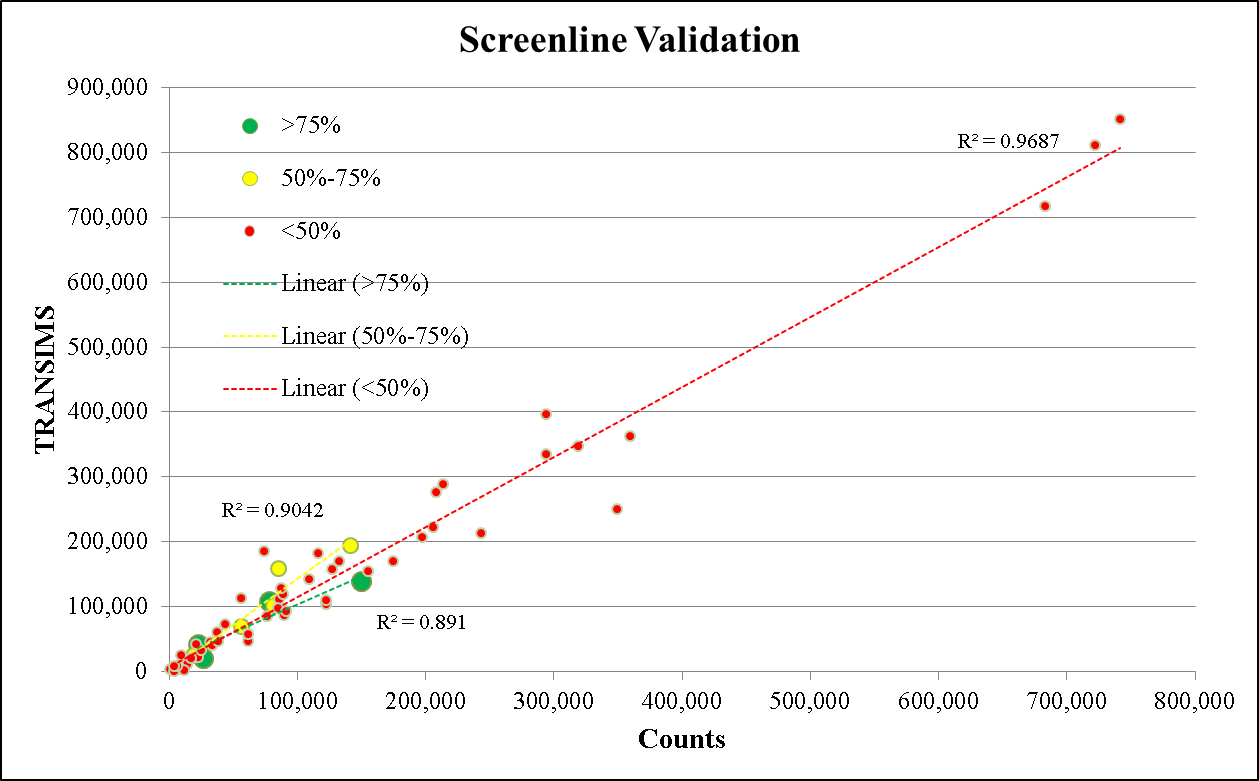 Screenline Validation
900,000
800,000
700,000
600,000
500,000
400,000
300,000
200,000
100,000
0
TRANSIMS
>75%
50%-75%
<50%
Linear (>75%)
Linear (50%-75%)
Linear (<50%)
R² = 0.9687
R² = 0.9042
R² = 0.891
0 100,000 200,000 300,000 400,000 500,000 600,000 700,000 800,000
Counts